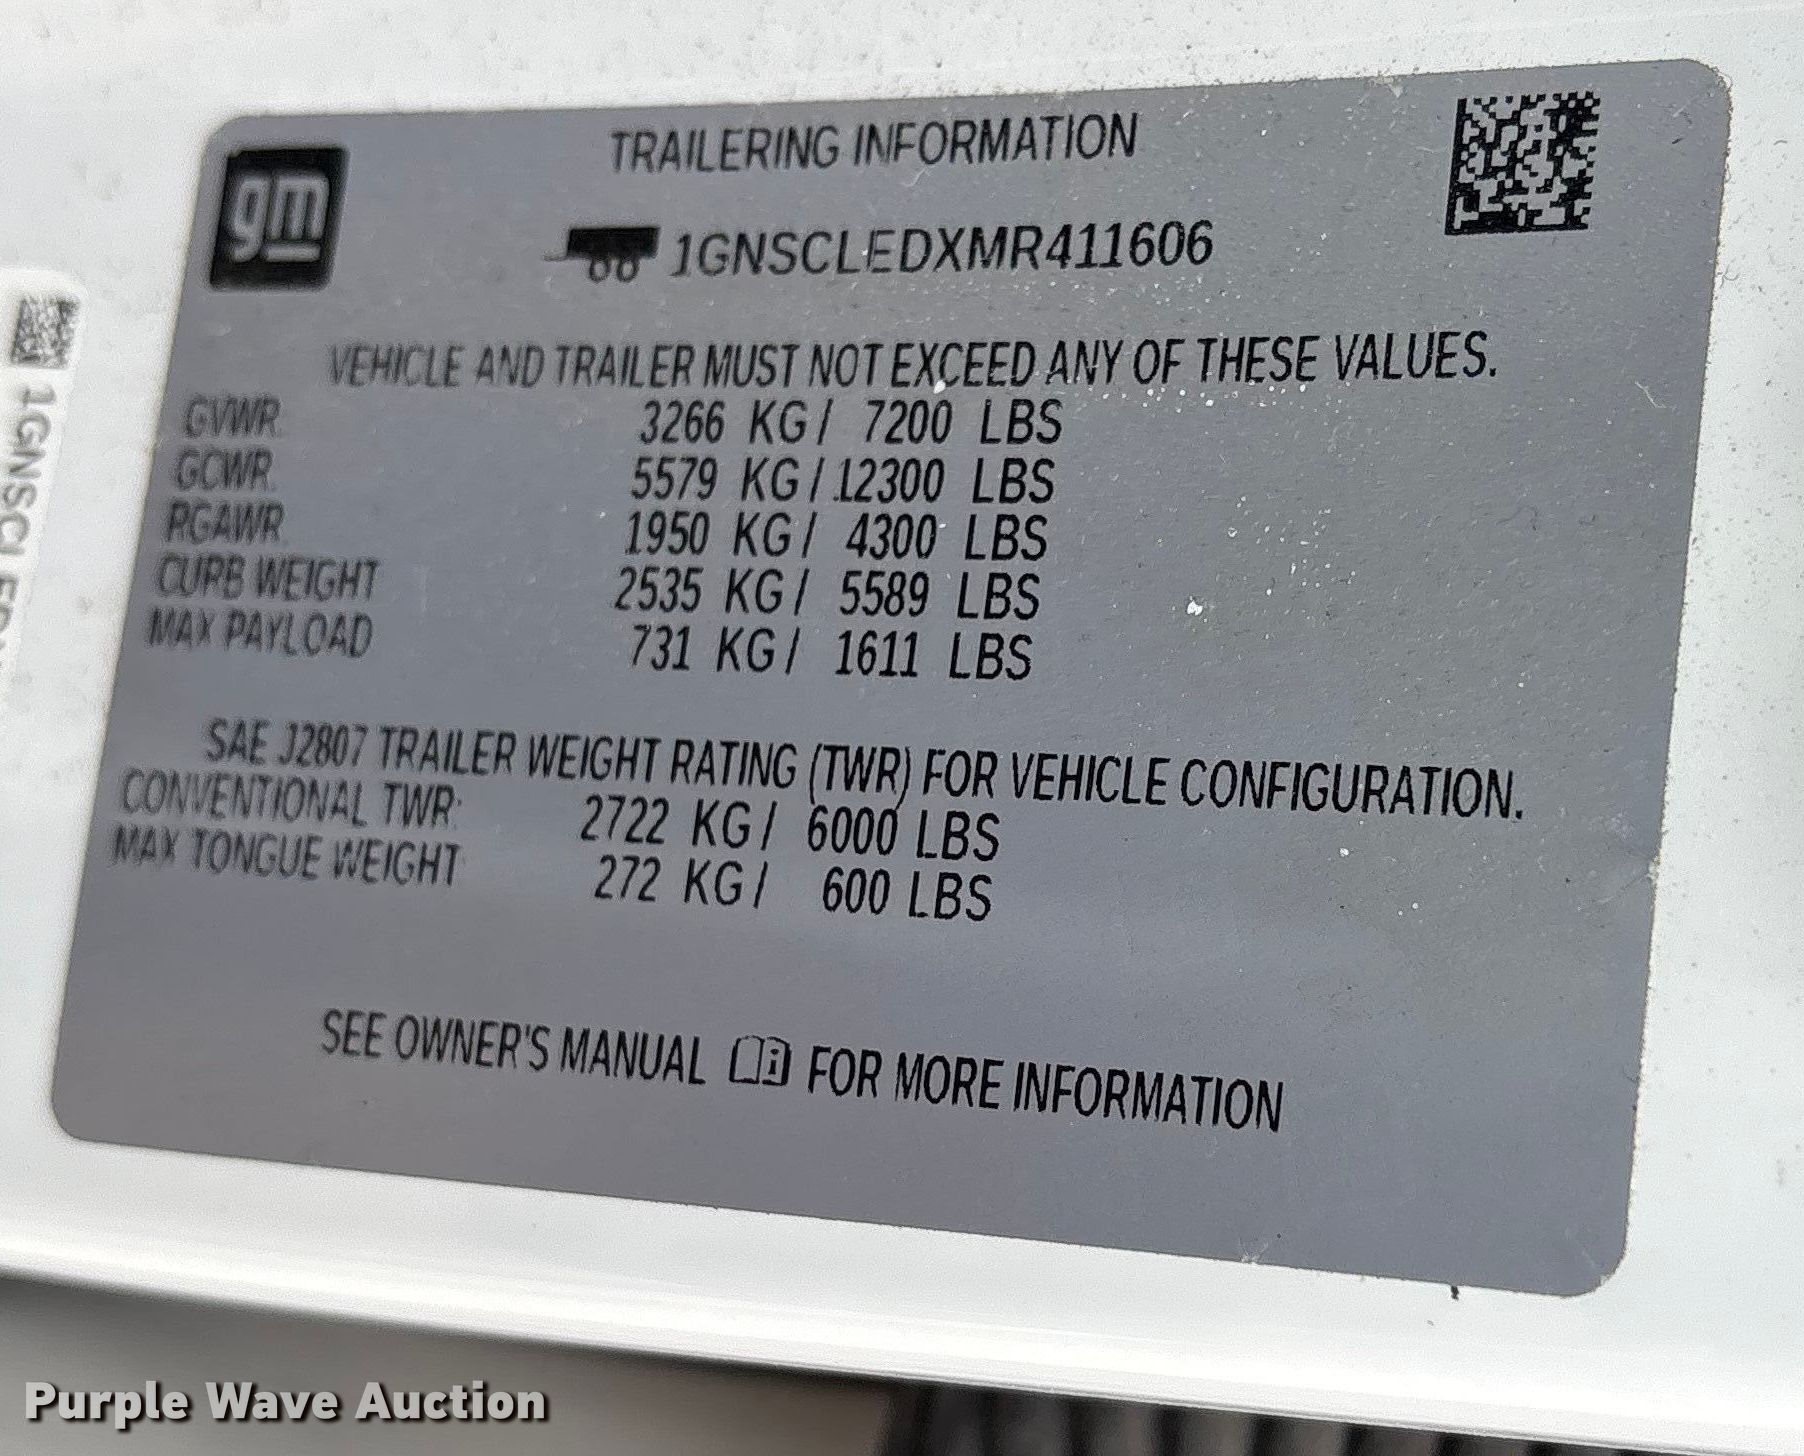 gm
TRAILERING INFORMATION
1GNSCLEDXMR411606
VEHICLE AND TRAILER MUST NOT EXCEED ANY OF THESE VALUES.
GVWR 3266 KG/ 7200 LBS
GCWR 5579 KG/ 12300 LBS
RGAWR 1950 KG/ 4300 LBS
CURB WEIGHT 2535 KG/ 5589 LBS
MAX PAYLOAD 731 KG/ 1611 LBS
SAE J2807 TRAILER WEIGHT RATING (TWR) FOR VEHICLE CONFIGURATION.
CONVENTIONAL TWR: 2722 KG/ 6000 LBS
MAX TONGUE WEIGHT 272 KG/ 600 LBS
SEE OWNER'S MANUAL FOR MORE INFORMATION
1GNSCLED
Purple Wave Auction